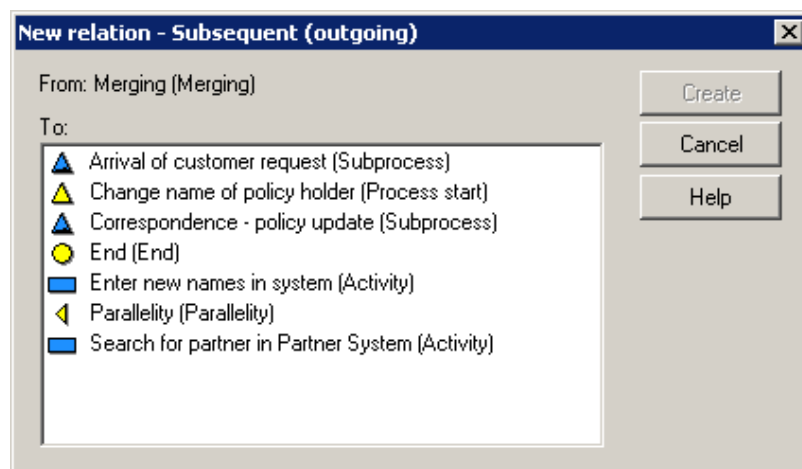 New relation - Subsequent (outgoing)
From: Merging (Merging)
Create
To:
Cancel
Arrival of customer request (Subprocess)
Change name of policy holder (Process start)
Help
Correspondence - policy update (Subprocess)
End (End)
Enter new names in system (Activity)
Parallelity (Parallelity)
Search for partner in Partner System (Activity)